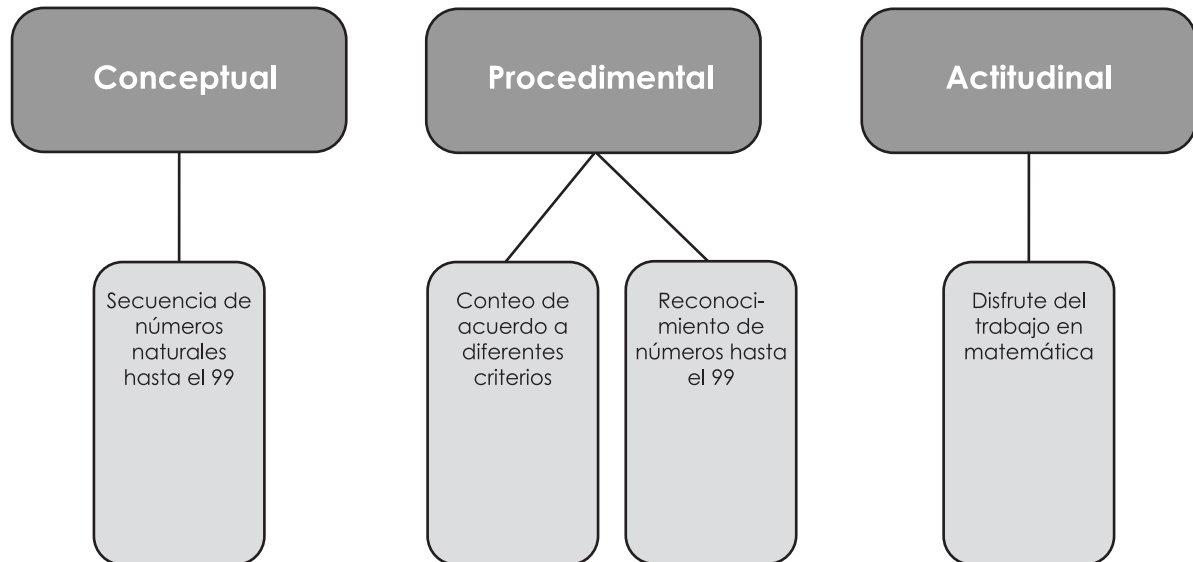 Conceptual
Procedimental
Actitudinal
Secuencia de
números
naturales
hasta el 99
Conteo de
acuerdo a
diferentes
criterios
Reconoci-
miento de
números hasta
el 99
Disfrute del
trabajo en
matemática